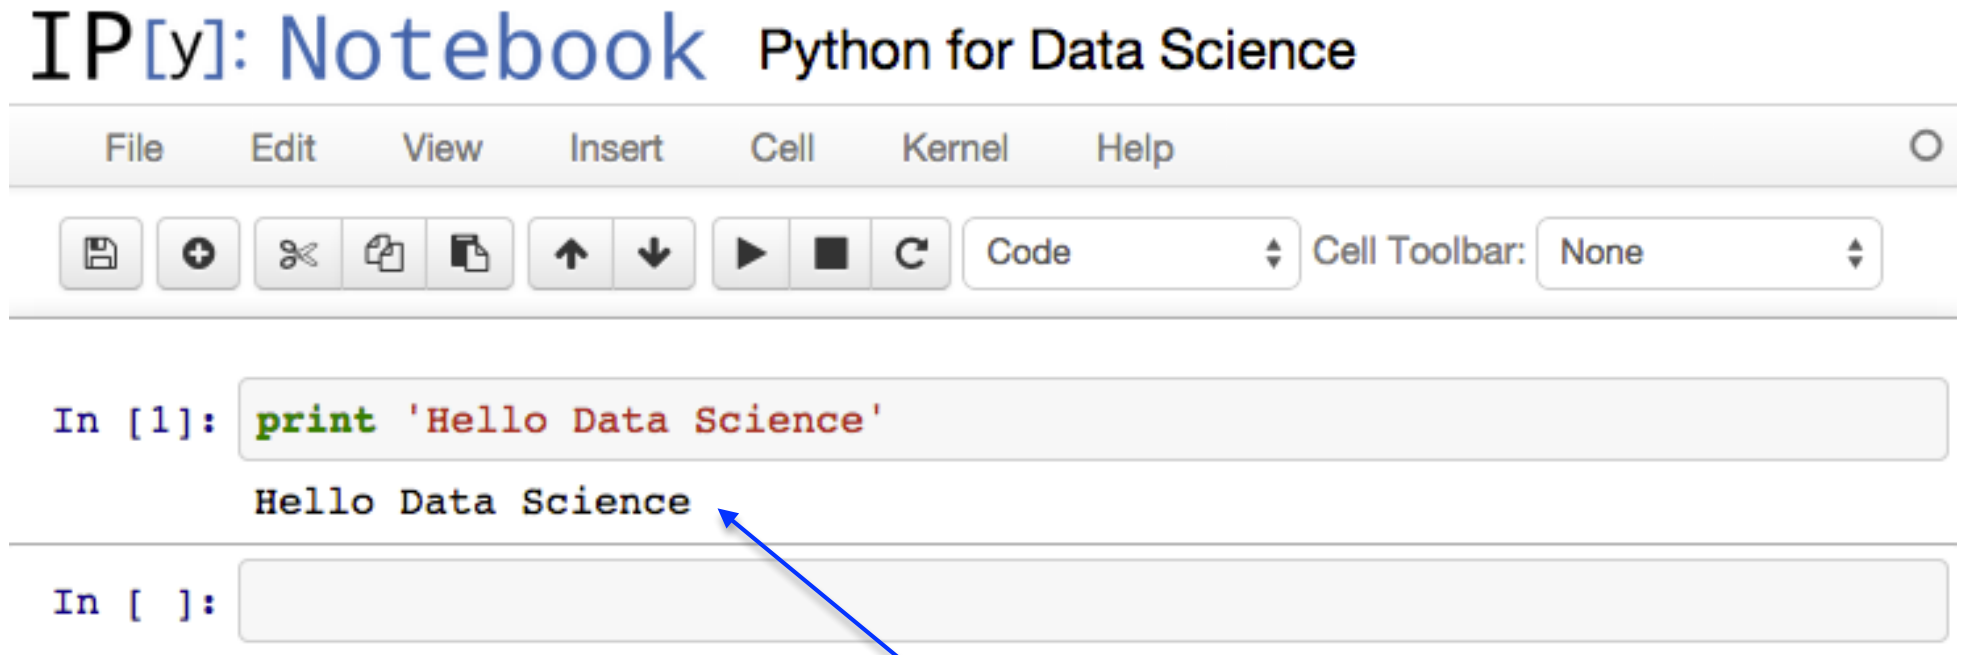 IP[y]: Notebook Python for Data Science
File Edit View Insert Cell Kernel Help
Code Cell Toolbar: None
In [1]: print 'Hello Data Science'
Hello Data Science
In [ ]: